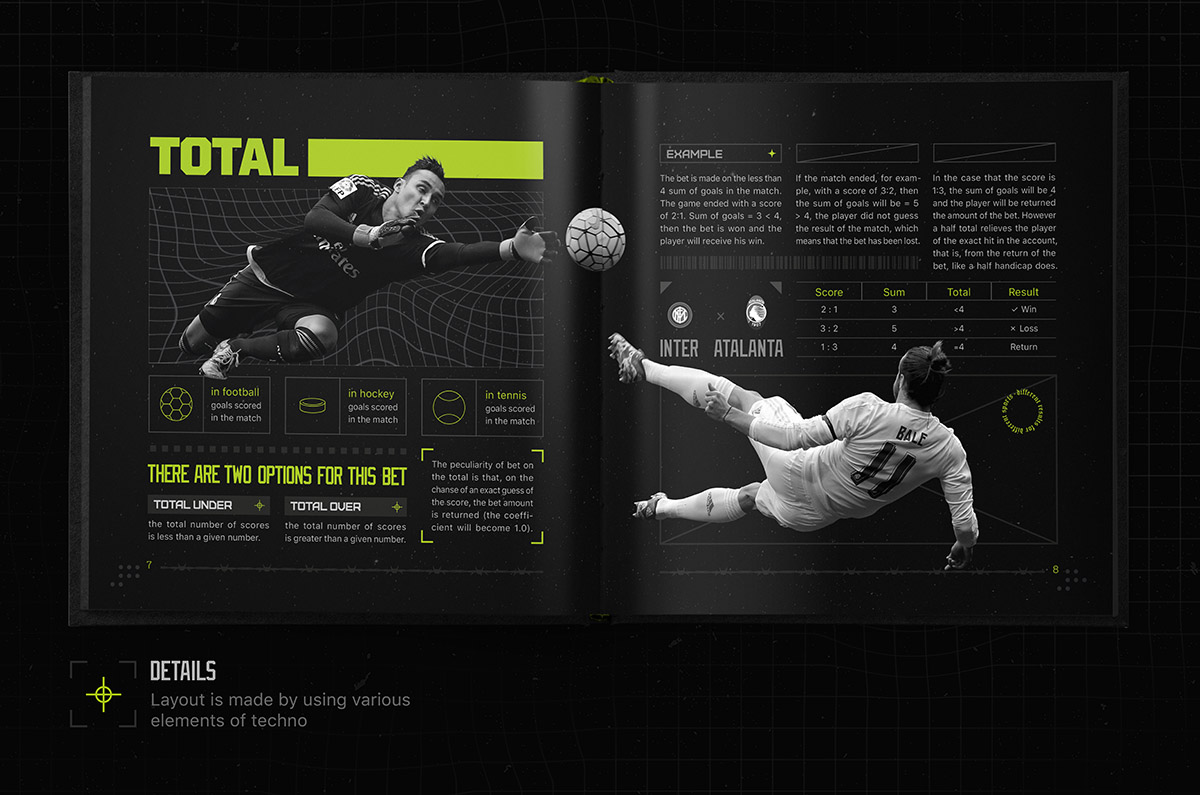 TOTAL
Fly
Emirates
in football
goals scored
in the match
in hockey
goals scored
in the match
in tennis
goals scored
in the match
THERE ARE TWO OPTIONS FOR THIS BET
TOTAL UNDER
the total number of scores
is less than a given number.
TOTAL OVER
the total number of scores
is greater than a given number.
The peculiarity of bet on
the total is that, on the
chanse of an exact guess of
the score, the bet amount
is returned (the coeffi-
cient will become 1.0).
7
EXAMPLE
The bet is made on the less than
4 sum of goals in the match.
The game ended with a score
of 2:1. Sum of goals = 3 < 4,
then the bet is won and the
player will receive his win.
If the match ended, for exam-
ple, with a score of 3:2, then
the sum of goals will be = 5
> 4, the player did not guess
the result of the match, which
means that the bet has been lost.
In the case that the score is
1:3, the sum of goals will be 4
and the player will be returned
the amount of the bet. However
a half total relieves the player
of the exact hit in the account,
that is, from the return of the
bet, like a half handicap does.
INTER × ATALANTA
Score Sum Total Result
2 : 1 3 <4 ✓ Win
3 : 2 5 >4 × Loss
1 : 3 4 =4 Return
different results for different sports
BALE
11
8
DETAILS
Layout is made by using various
elements of techno